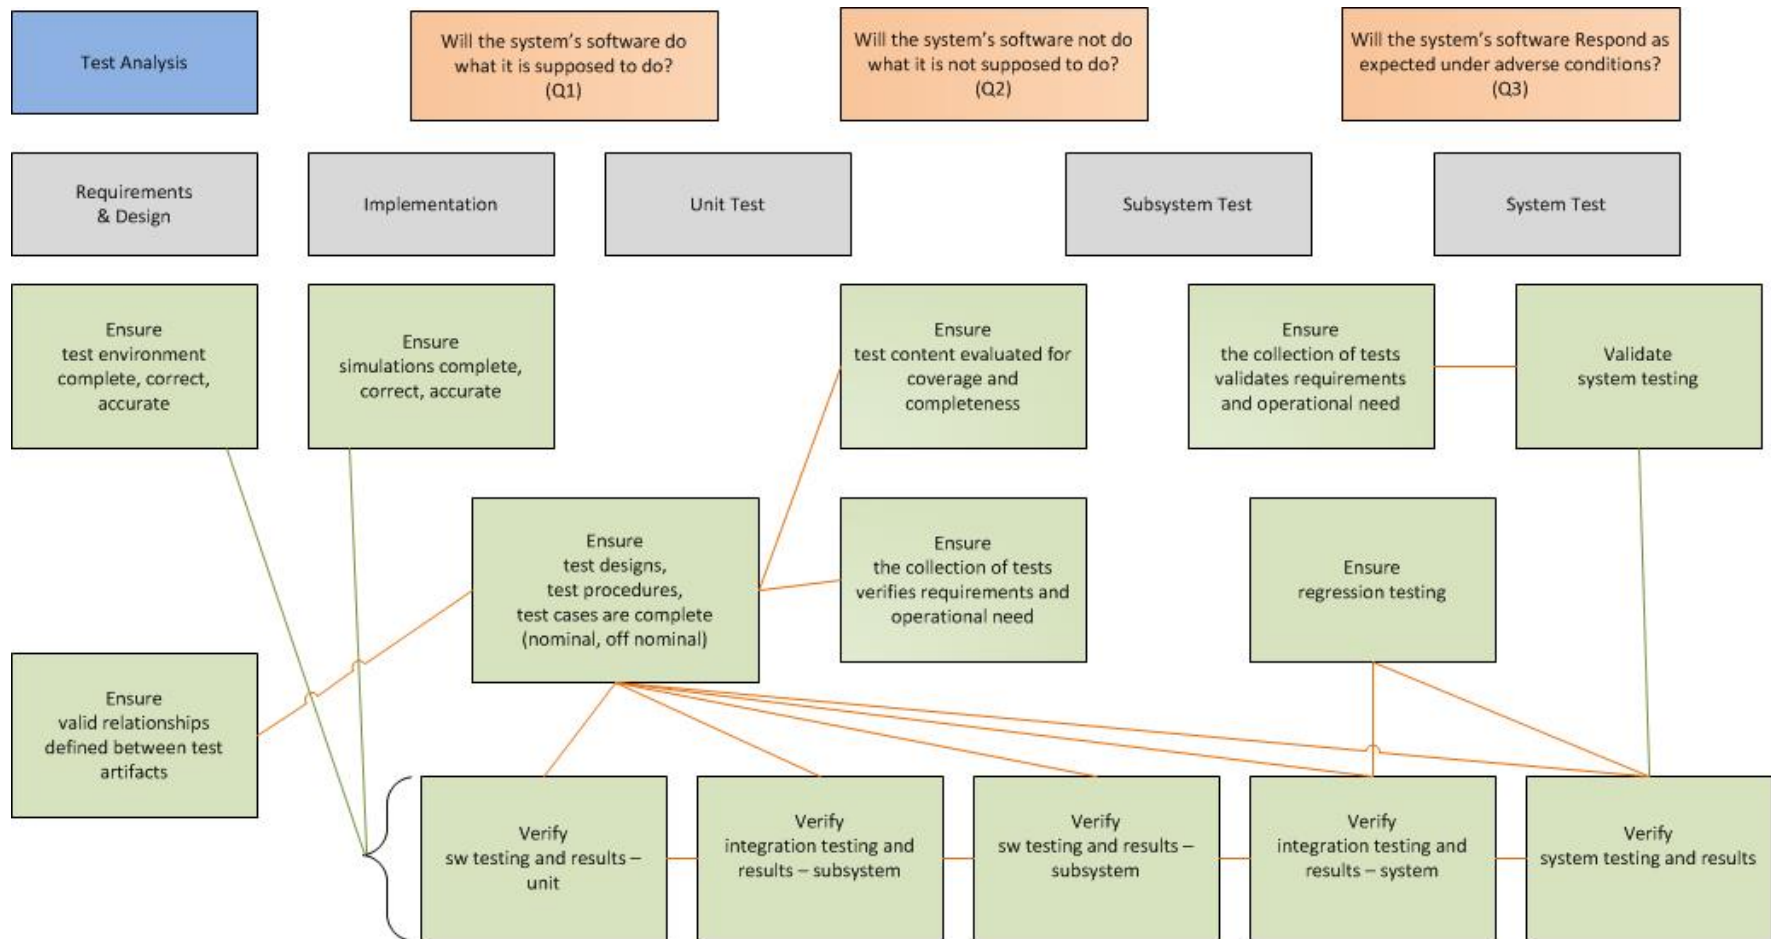 Test Analysis
Will the system's software do
what it is supposed to do?
(Q1)
Will the system's software not do
what it is not supposed to do?
(Q2)
Will the system's software Respond as
expected under adverse conditions?
(Q3)
Requirements
& Design
Implementation
Unit Test
Subsystem Test
System Test
Ensure
test environment
complete, correct,
accurate
Ensure
simulations complete,
correct, accurate
Ensure
test content evaluated for
coverage and
completeness
Ensure
the collection of tests
validates requirements
and operational need
Validate
system testing
Ensure
test designs,
test procedures,
test cases are complete
(nominal, off nominal)
Ensure
the collection of tests
verifies requirements and
operational need
Ensure
regression testing
Ensure
valid relationships
defined between test
artifacts
Verify
sw testing and results –
unit
Verify
integration testing and
results – subsystem
Verify
sw testing and results –
subsystem
Verify
integration testing and
results – system
Verify
system testing and results